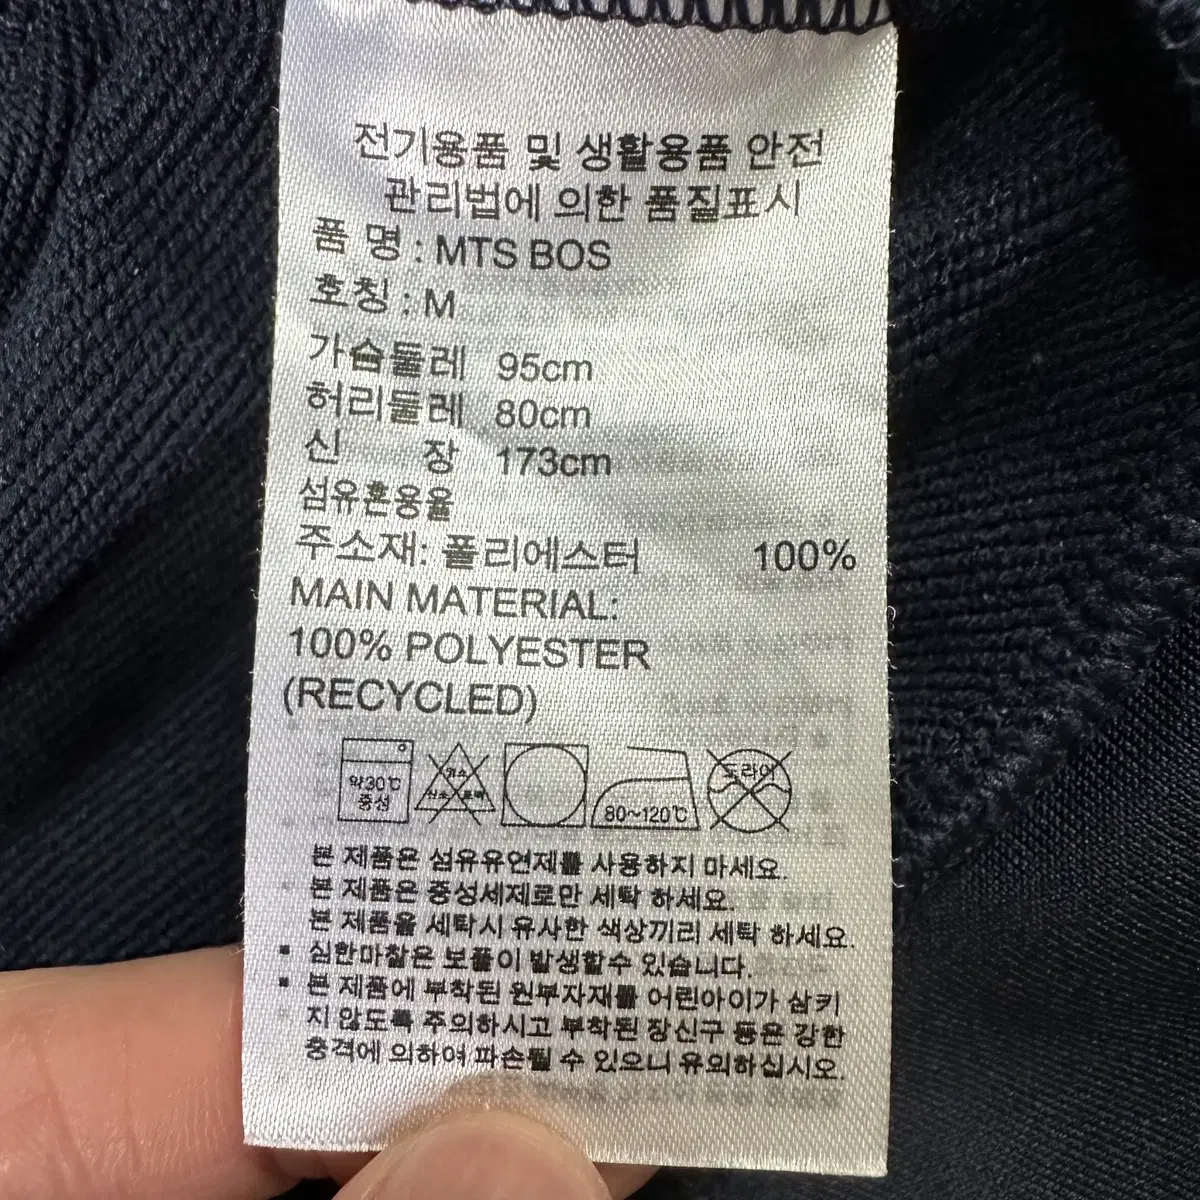 전기용품 및 생활용품 안전
관리법에 의한 품질표시
품 명 : MTS BOS
호칭 : M
가슴둘레 95cm
허리둘레 80cm
신 장 173cm
섬유혼용율
주소재: 폴리에스터 100%
MAIN MATERIAL:
100% POLYESTER
(RECYCLED)
약30℃
중성
염소
산소 표백
80~120℃
드라이
본 제품은 섬유유연제를 사용하지 마세요.
본 제품은 중성세제로만 세탁 하세요.
본 제품을 세탁시 유사한 색상끼리 세탁 하세요.
▪ 심한마찰은 보풀이 발생할수 있습니다.
▪ 본 제품에 부착된 원부자재를 어린아이가 삼키
지 않도록 주의하시고 부착된 장신구 등은 강한
충격에 의하여 파손될 수 있으니 유의하십시오.